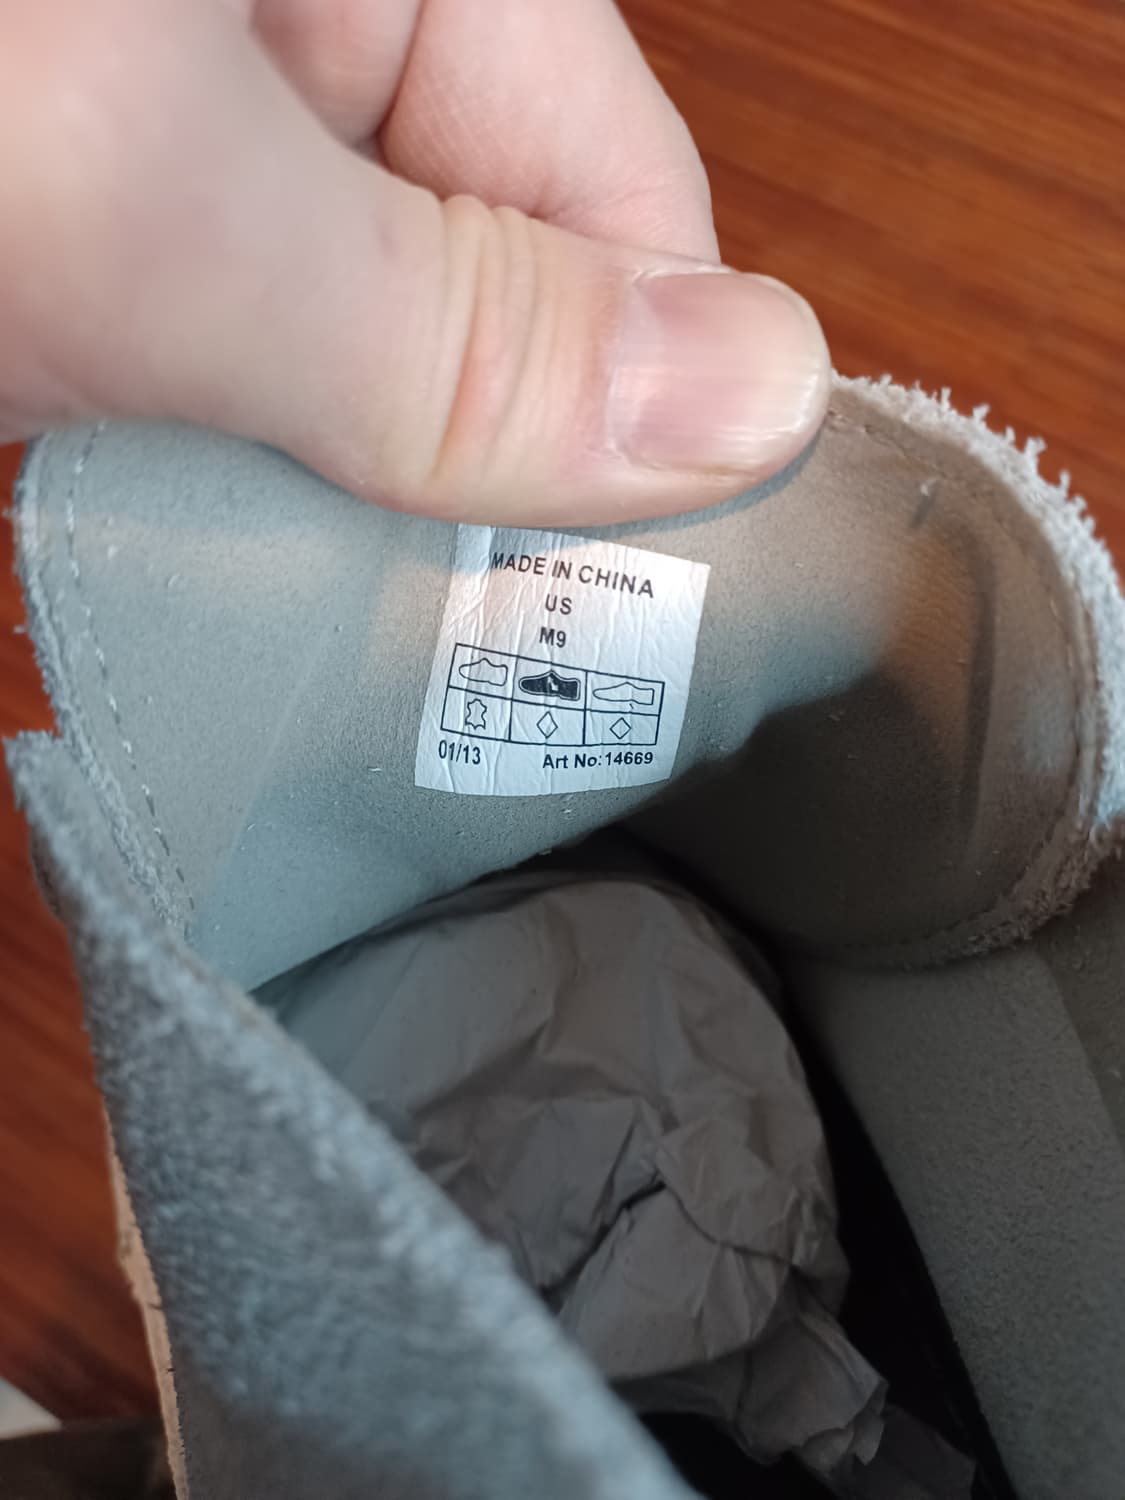 MADE IN CHINA
US
M9
01/13 Art No:14669